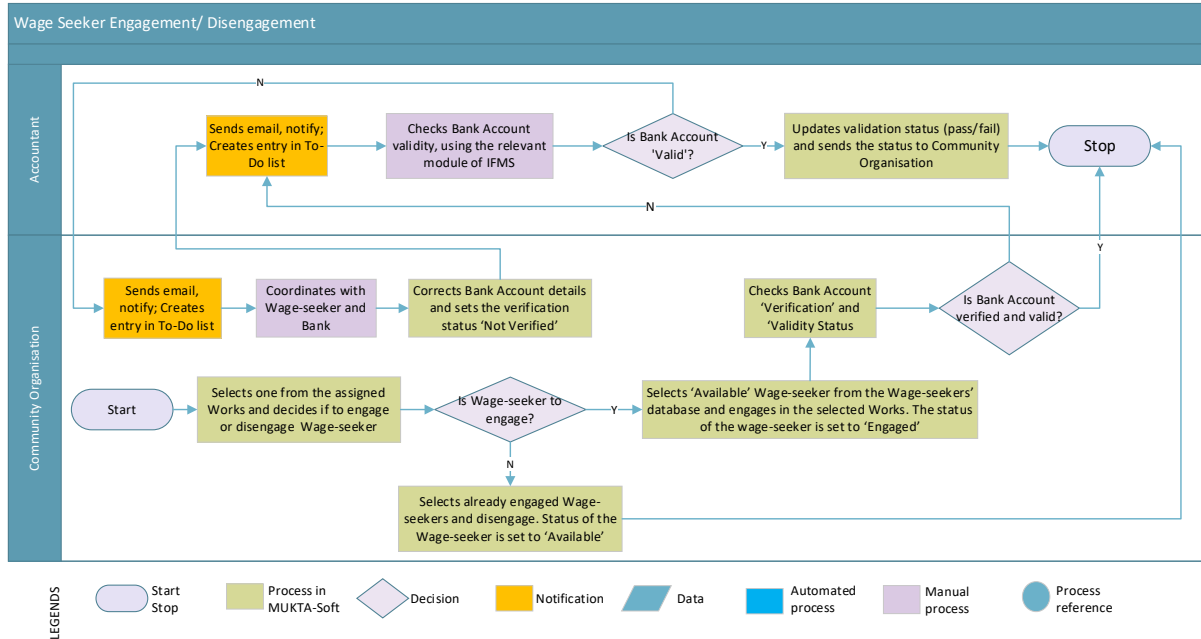 Wage Seeker Engagement/ Disengagement
Accountant
N
Sends email, notify;
Creates entry in To-
Do list
Checks Bank Account
validity, using the relevant
module of IFMS
Is Bank Account
'Valid'?
Y
Updates validation status (pass/fail)
and sends the status to Community
Organisation
Stop
N
Y
Community Organisation
Sends email,
notify; Creates
entry in To-Do list
Coordinates with
Wage-seeker and
Bank
Corrects Bank Account details
and sets the verification
status ‘Not Verified’
Checks Bank Account
‘Verification’ and
‘Validity Status
Is Bank Account
verified and valid?
Start
Selects one from the assigned
Works and decides if to engage
or disengage Wage-seeker
Is Wage-seeker to
engage?
Y
Selects ‘Available’ Wage-seeker from the Wage-seekers’
database and engages in the selected Works. The status
of the wage-seeker is set to ‘Engaged’
N
Selects already engaged Wage-
seekers and disengage. Status of the
Wage-seeker is set to ‘Available’
LEGENDS
Start
Stop
Process in
MUKTA-Soft
Decision
Notification
Data
Automated
process
Manual
process
Process
reference